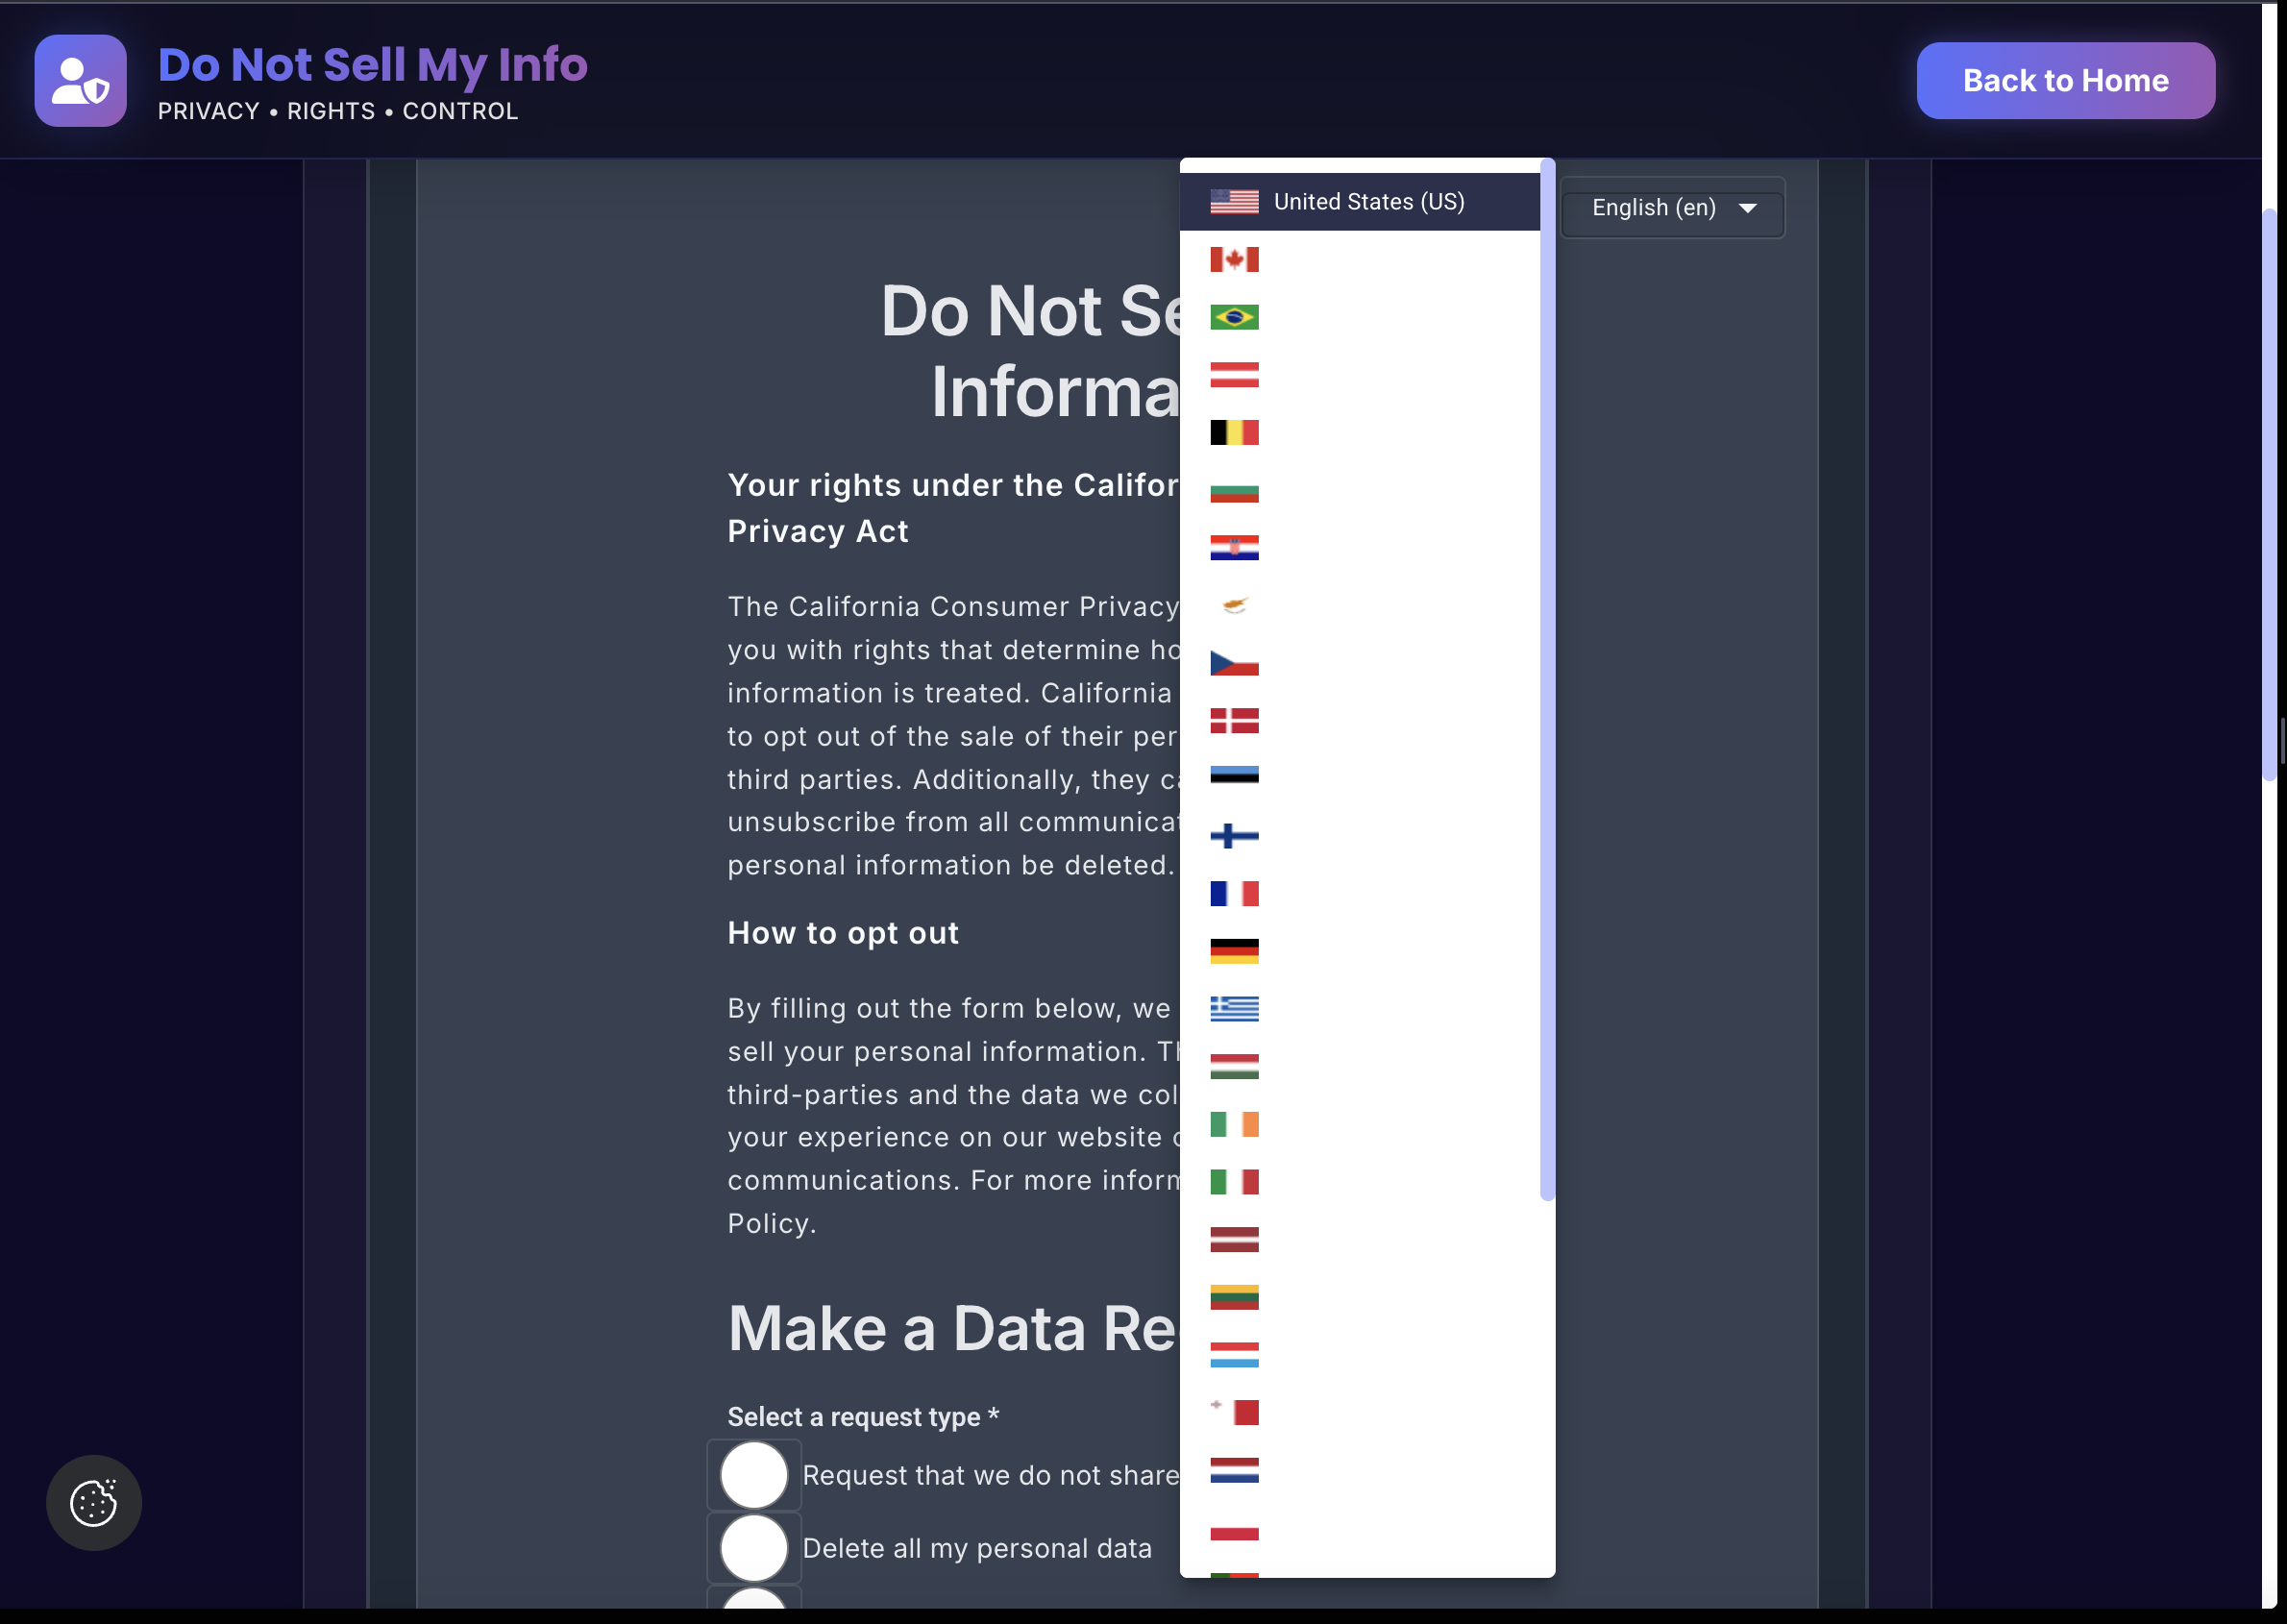 Do Not Sell My Info
PRIVACY • RIGHTS • CONTROL
Back to Home
United States (US)
English (en)
Do Not
Informa
Your rights under the Califor
Privacy Act
The California Consumer Privacy
you with rights that determine
information is treated. California
to opt out of the sale of their per
third parties. Additionally, they
unsubscribe from all communicat
personal information be deleted.
How to opt out
By filling out the form below, we
sell your personal information.
third-parties and the data we col
your experience on our website
communications. For more inform
Policy.
Make a Data Re
Select a request type *
Request that we do not share
Delete all my personal data